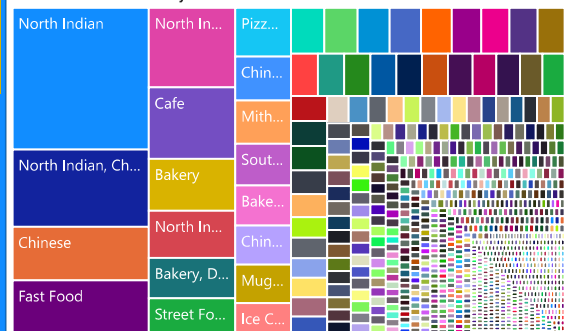 North Indian
North Indian, Ch...
Chinese
Fast Food
North In...
Cafe
Bakery
North In...
Bakery, D...
Street Fo...
Pizz...
Chin...
Mith...
Sout...
Bake...
Chin...
Mug...
Ice C...